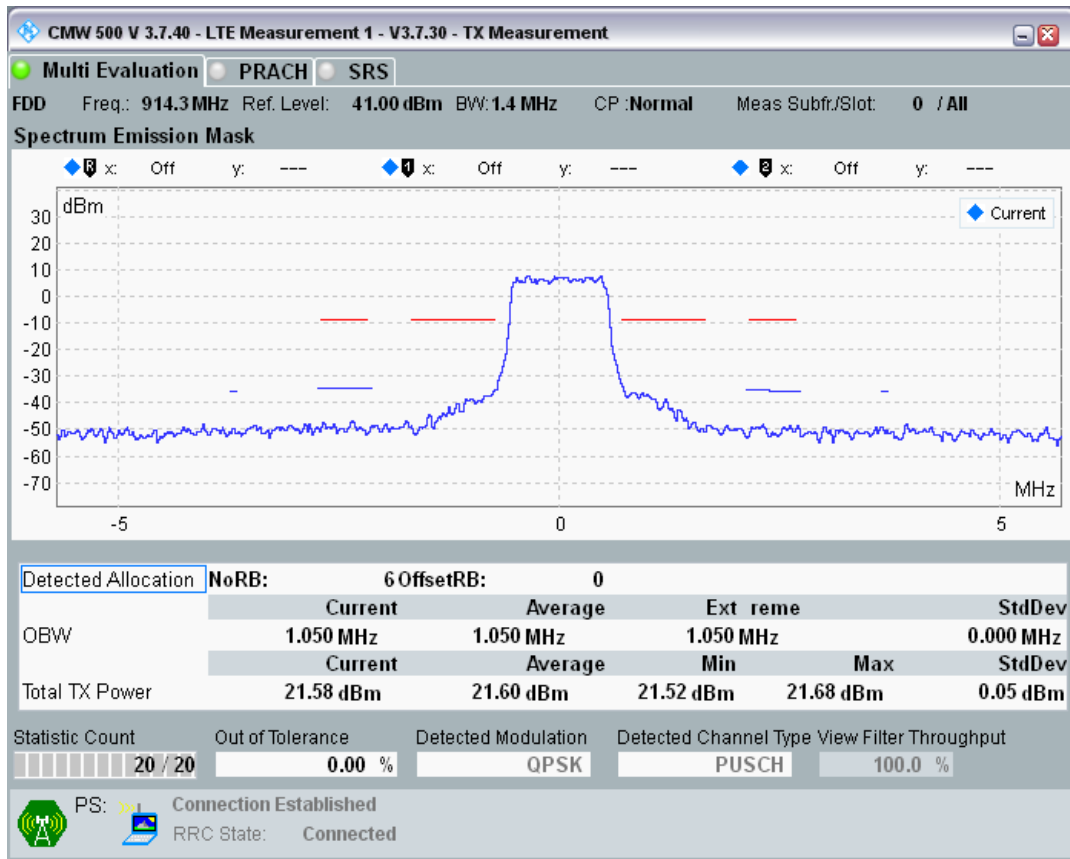 CMW 500 V 3.7.40 - LTE Measurement 1 - V3.7.30 - TX Measurement
Multi Evaluation PRACH SRS
FDD Freq.: 914.3 MHz Ref. Level: 41.00 dBm BW: 1.4 MHz CP :Normal Meas Subfr./Slot: 0 / All
Spectrum Emission Mask
R x: Off y: --- 1 x: Off y: --- 2 x: Off y: ---
dBm
Current
30
20
10
0
-10
-20
-30
-40
-50
-60
-70
MHz
-5 0 5
Detected Allocation NoRB: 6 OffsetRB: 0
Current Average Ext reme StdDev
OBW 1.050 MHz 1.050 MHz 1.050 MHz 0.000 MHz
Current Average Min Max StdDev
Total TX Power 21.58 dBm 21.60 dBm 21.52 dBm 21.68 dBm 0.05 dBm
Statistic Count Out of Tolerance Detected Modulation Detected Channel Type View Filter Throughput
20 / 20 0.00 % QPSK PUSCH 100.0 %
PS: Connection Established
RRC State: Connected